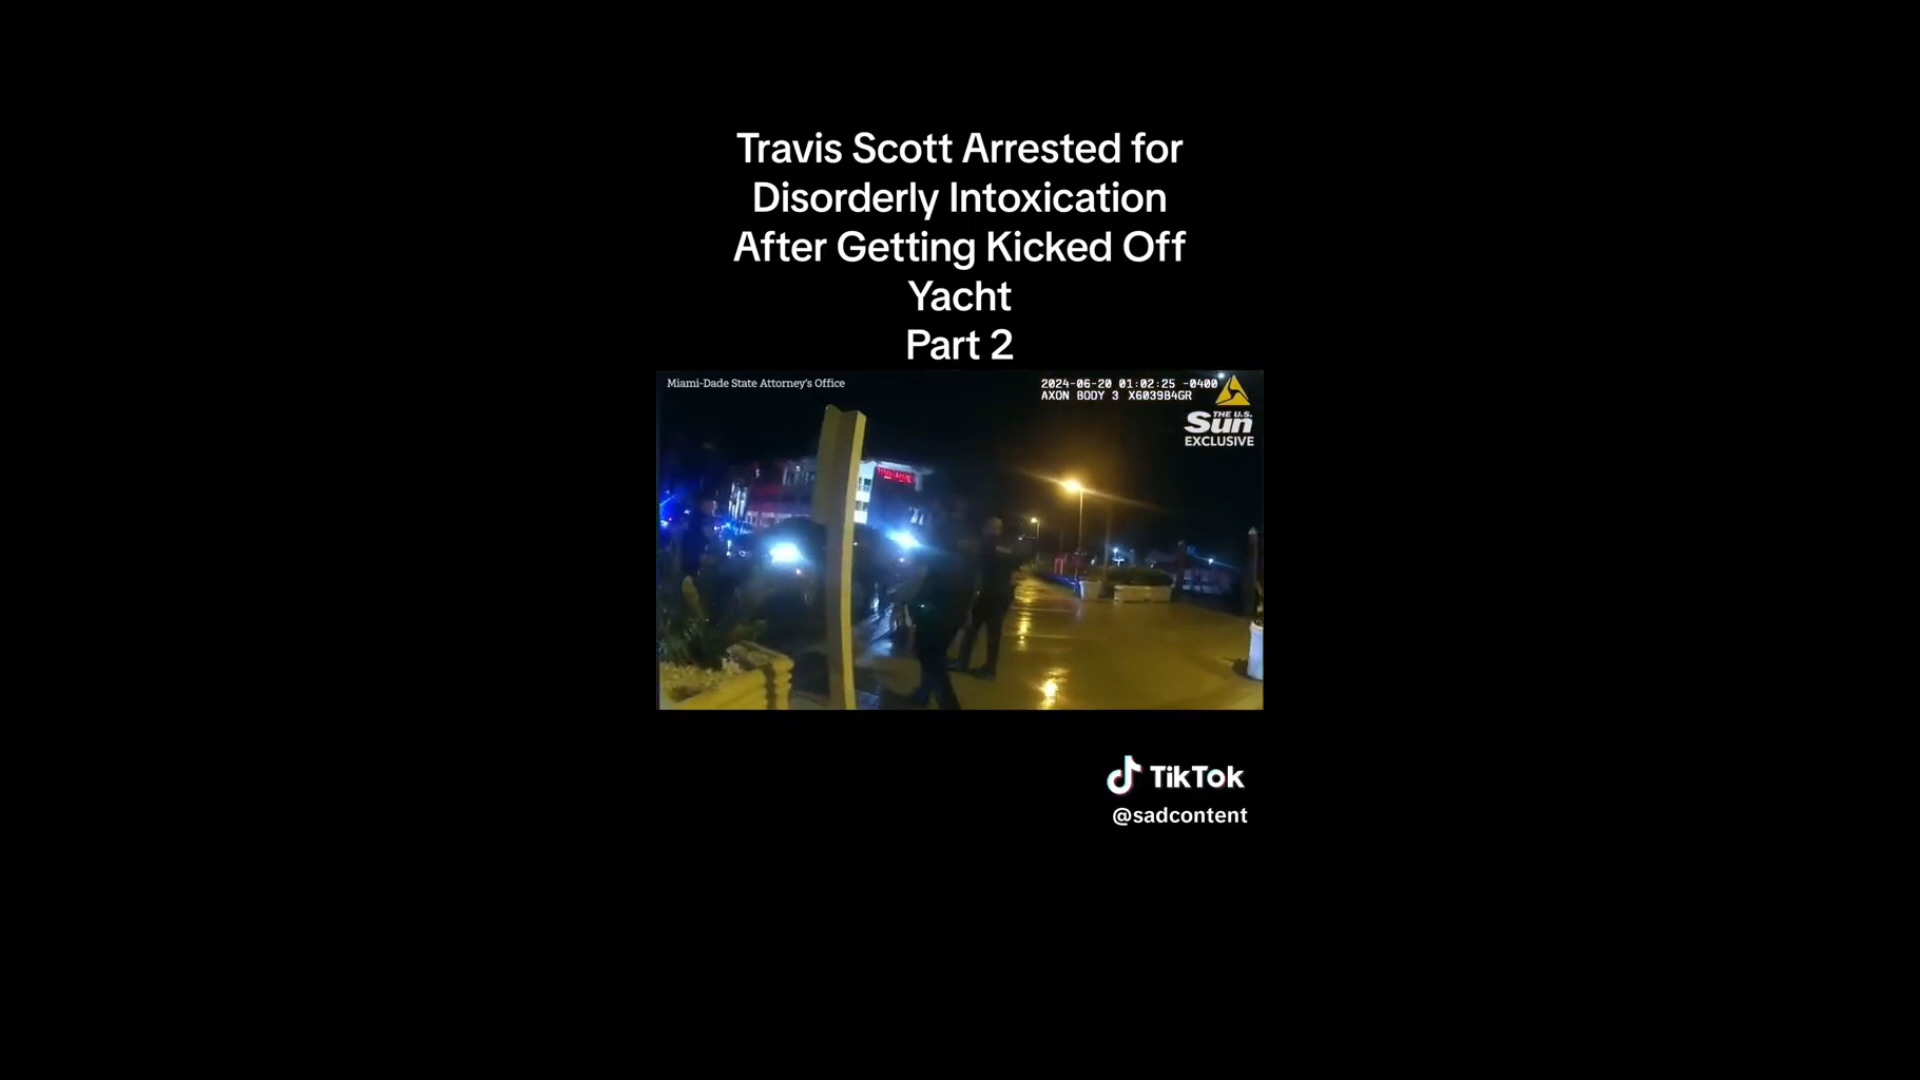 Travis Scott Arrested for
Disorderly Intoxication
After Getting Kicked Off
Yacht
Part 2
Miami-Dade State Attorney's Office
2024-06-20 01:02:25 -0400
AXON BODY 3 X6039B4GR
THE U.S.
Sun
EXCLUSIVE
TikTok
@sadcontent